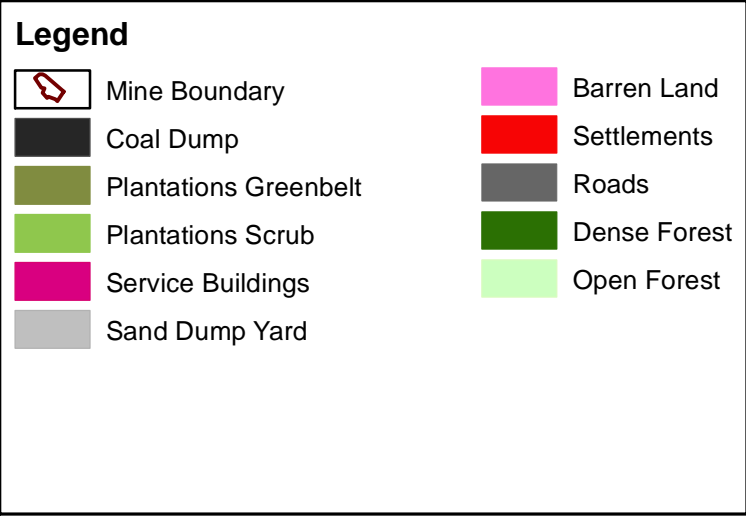 Legend
Mine Boundary
Coal Dump
Plantations Greenbelt
Plantations Scrub
Service Buildings
Sand Dump Yard
Barren Land
Settlements
Roads
Dense Forest
Open Forest